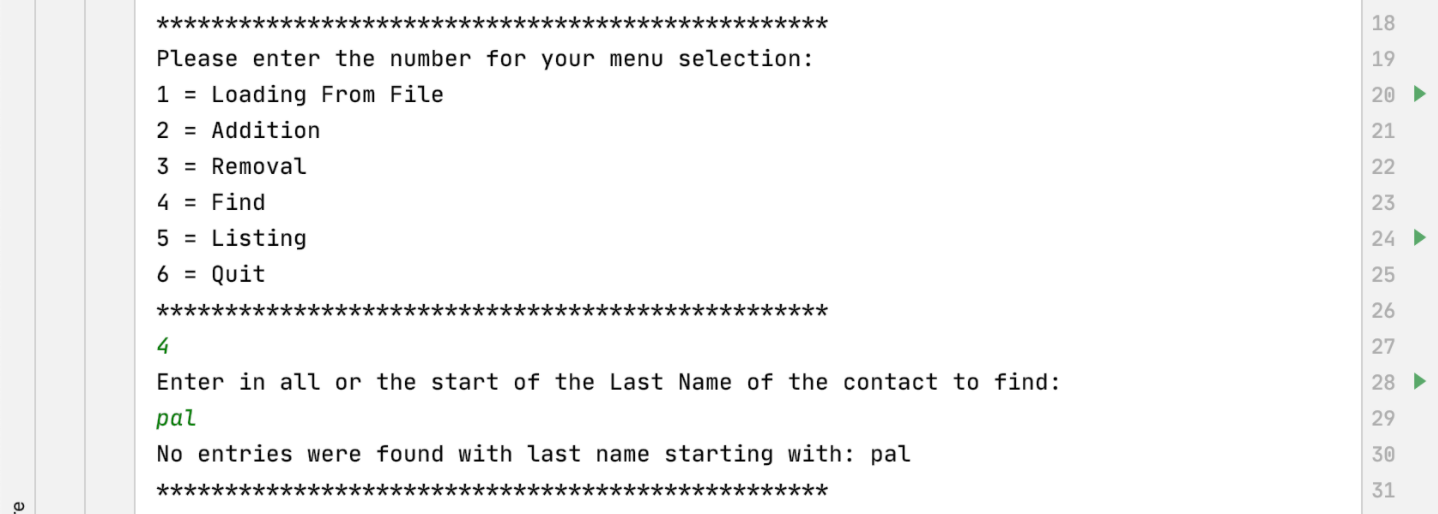 *************************************************
Please enter the number for your menu selection:
1 = Loading From File
2 = Addition
3 = Removal
4 = Find
5 = Listing
6 = Quit
*************************************************
4
Enter in all or the start of the Last Name of the contact to find:
pal
No entries were found with last name starting with: pal
*************************************************
18
19
20
21
22
23
24
25
26
27
28
29
30
31
re